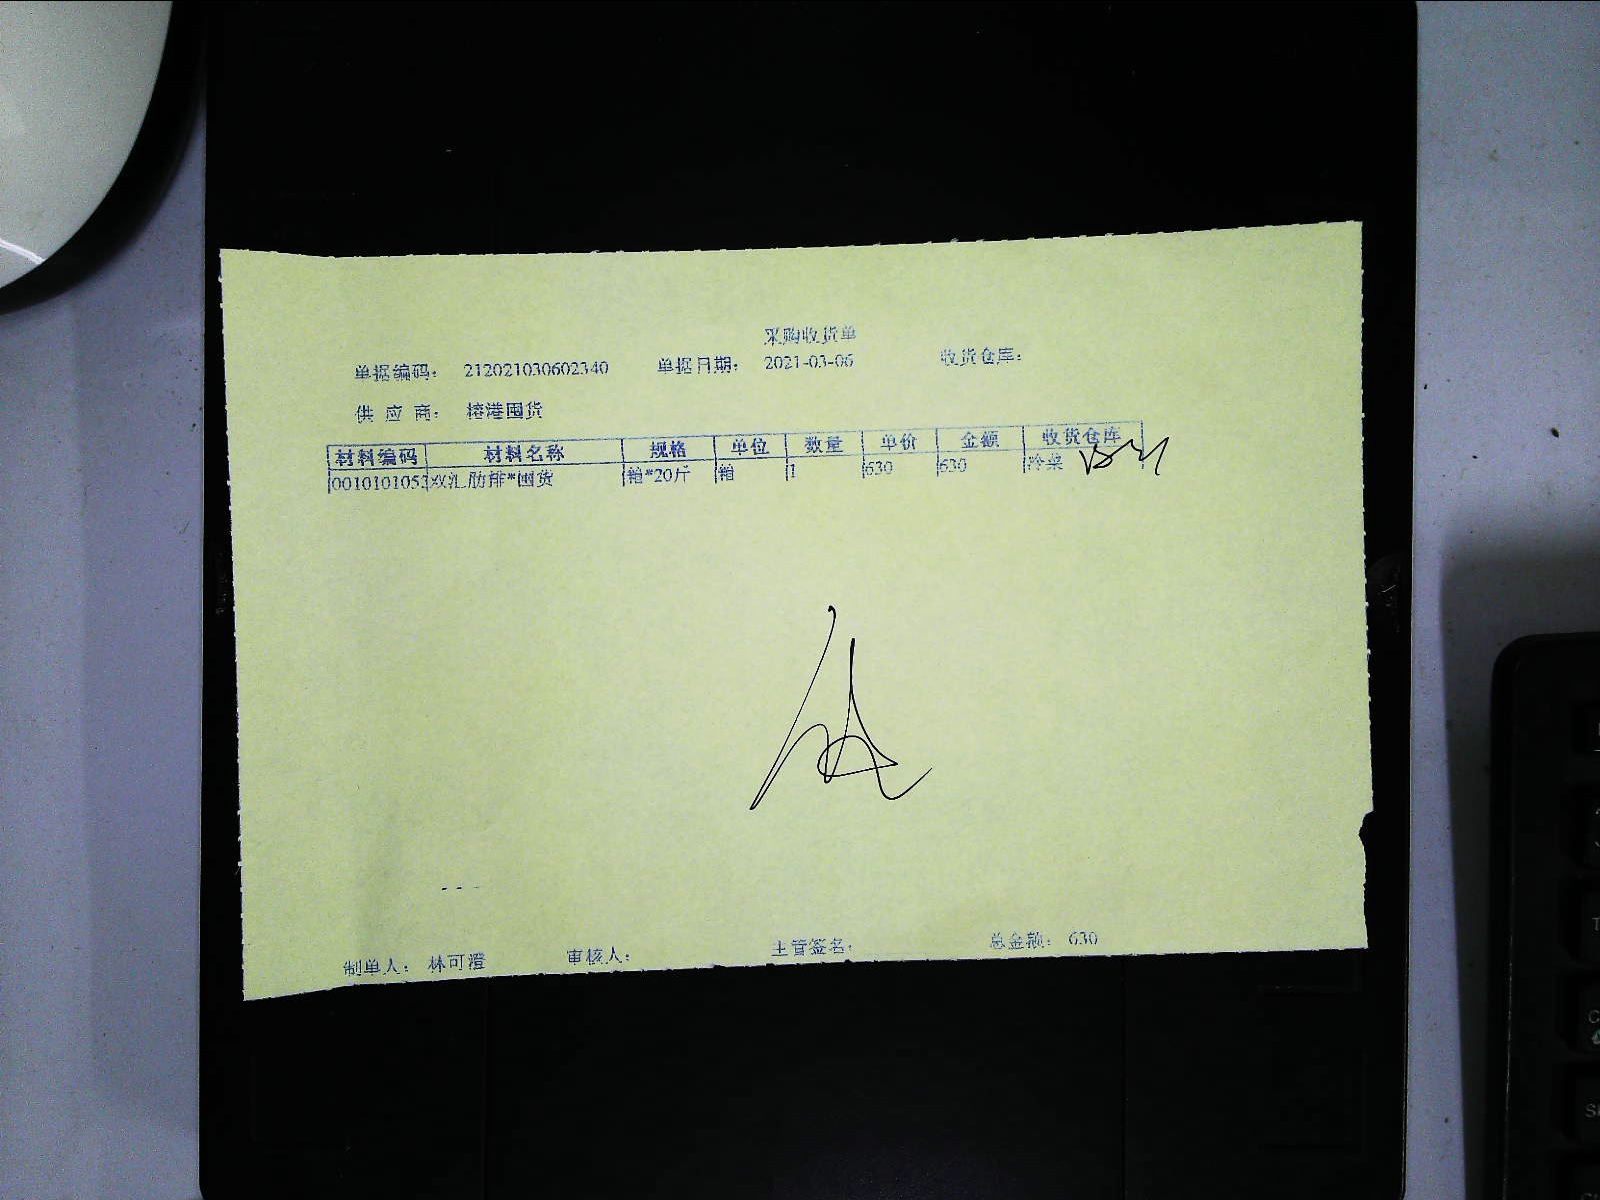 采购收货单
单据编码： 212021030602340 单据日期： 2021-03-06 收货仓库：
供 应 商： 榕港囤货
材料编码 材料名称 规格 单位 数量 单价 金额 收货仓库
0010101053 双汇肋排*囤货 箱*20斤 箱 1 630 630 冷菜
制单人： 林可澄 审核人： 主管签名： 总金额： 630